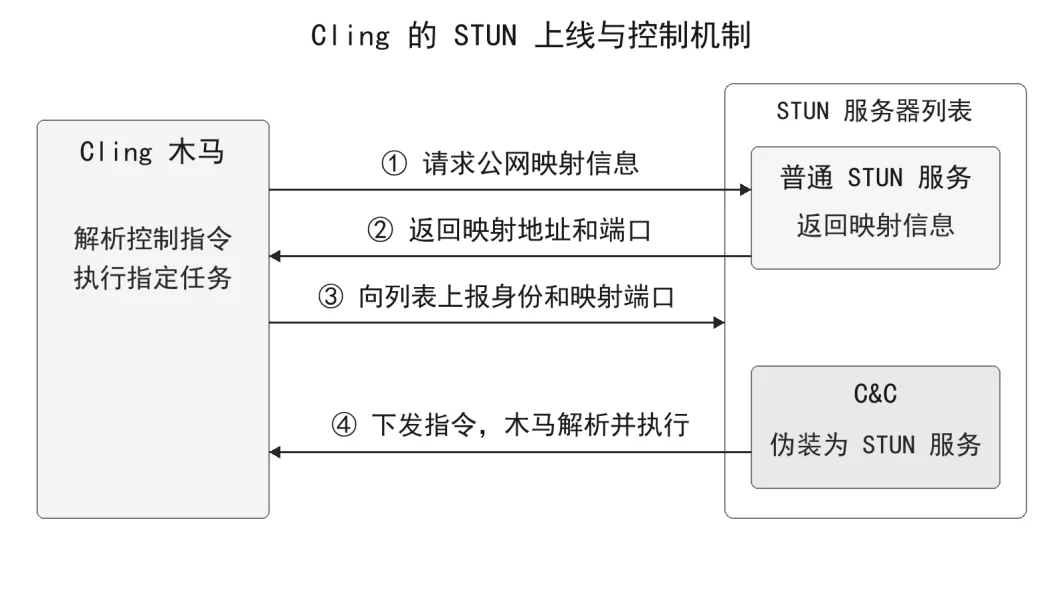 Cling 的 STUN 上线与控制机制
STUN 服务器列表
Cling 木马
解析控制指令
执行指定任务
① 请求公网映射信息
普通 STUN 服务
返回映射信息
② 返回映射地址和端口
③ 向列表上报身份和映射端口
C&C
伪装为 STUN 服务
④ 下发指令，木马解析并执行